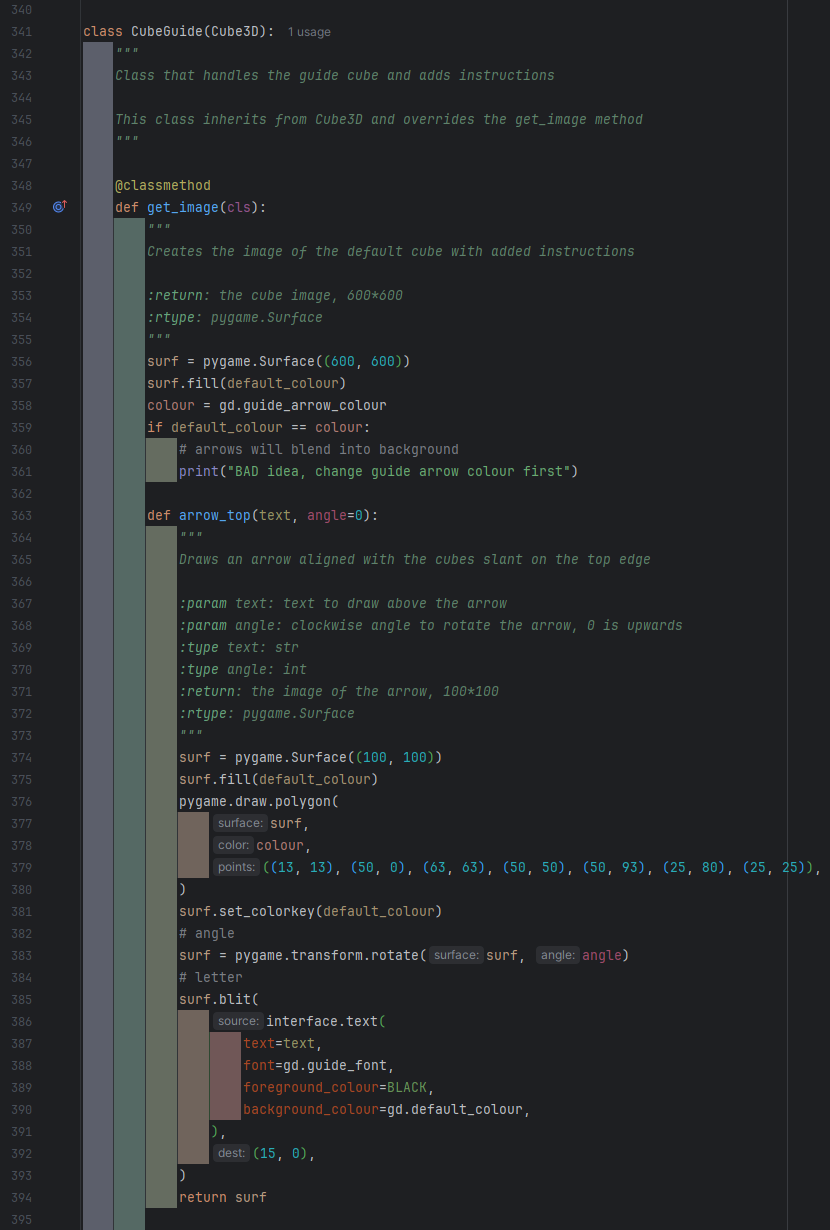 340
341 class CubeGuide(Cube3D): 1 usage
342 """
343 Class that handles the guide cube and adds instructions
344
345 This class inherits from Cube3D and overrides the get_image method
346 """
347
348 @classmethod
349 def get_image(cls):
350 """
351 Creates the image of the default cube with added instructions
352
353 :return: the cube image, 600*600
354 :rtype: pygame.Surface
355 """
356 surf = pygame.Surface((600, 600))
357 surf.fill(default_colour)
358 colour = gd.guide_arrow_colour
359 if default_colour == colour:
360 # arrows will blend into background
361 print("BAD idea, change guide arrow colour first")
362
363 def arrow_top(text, angle=0):
364 """
365 Draws an arrow aligned with the cubes slant on the top edge
366
367 :param text: text to draw above the arrow
368 :param angle: clockwise angle to rotate the arrow, 0 is upwards
369 :type text: str
370 :type angle: int
371 :return: the image of the arrow, 100*100
372 :rtype: pygame.Surface
373 """
374 surf = pygame.Surface((100, 100))
375 surf.fill(default_colour)
376 pygame.draw.polygon(
377 surface: surf,
378 color: colour,
379 points: ((13, 13), (50, 0), (63, 63), (50, 50), (50, 93), (25, 80), (25, 25)),
380 )
381 surf.set_colorkey(default_colour)
382 # angle
383 surf = pygame.transform.rotate( surface: surf, angle: angle)
384 # letter
385 surf.blit(
386 source: interface.text(
387 text=text,
388 font=gd.guide_font,
389 foreground_colour=BLACK,
390 background_colour=gd.default_colour,
391 ),
392 dest: (15, 0),
393 )
394 return surf
395